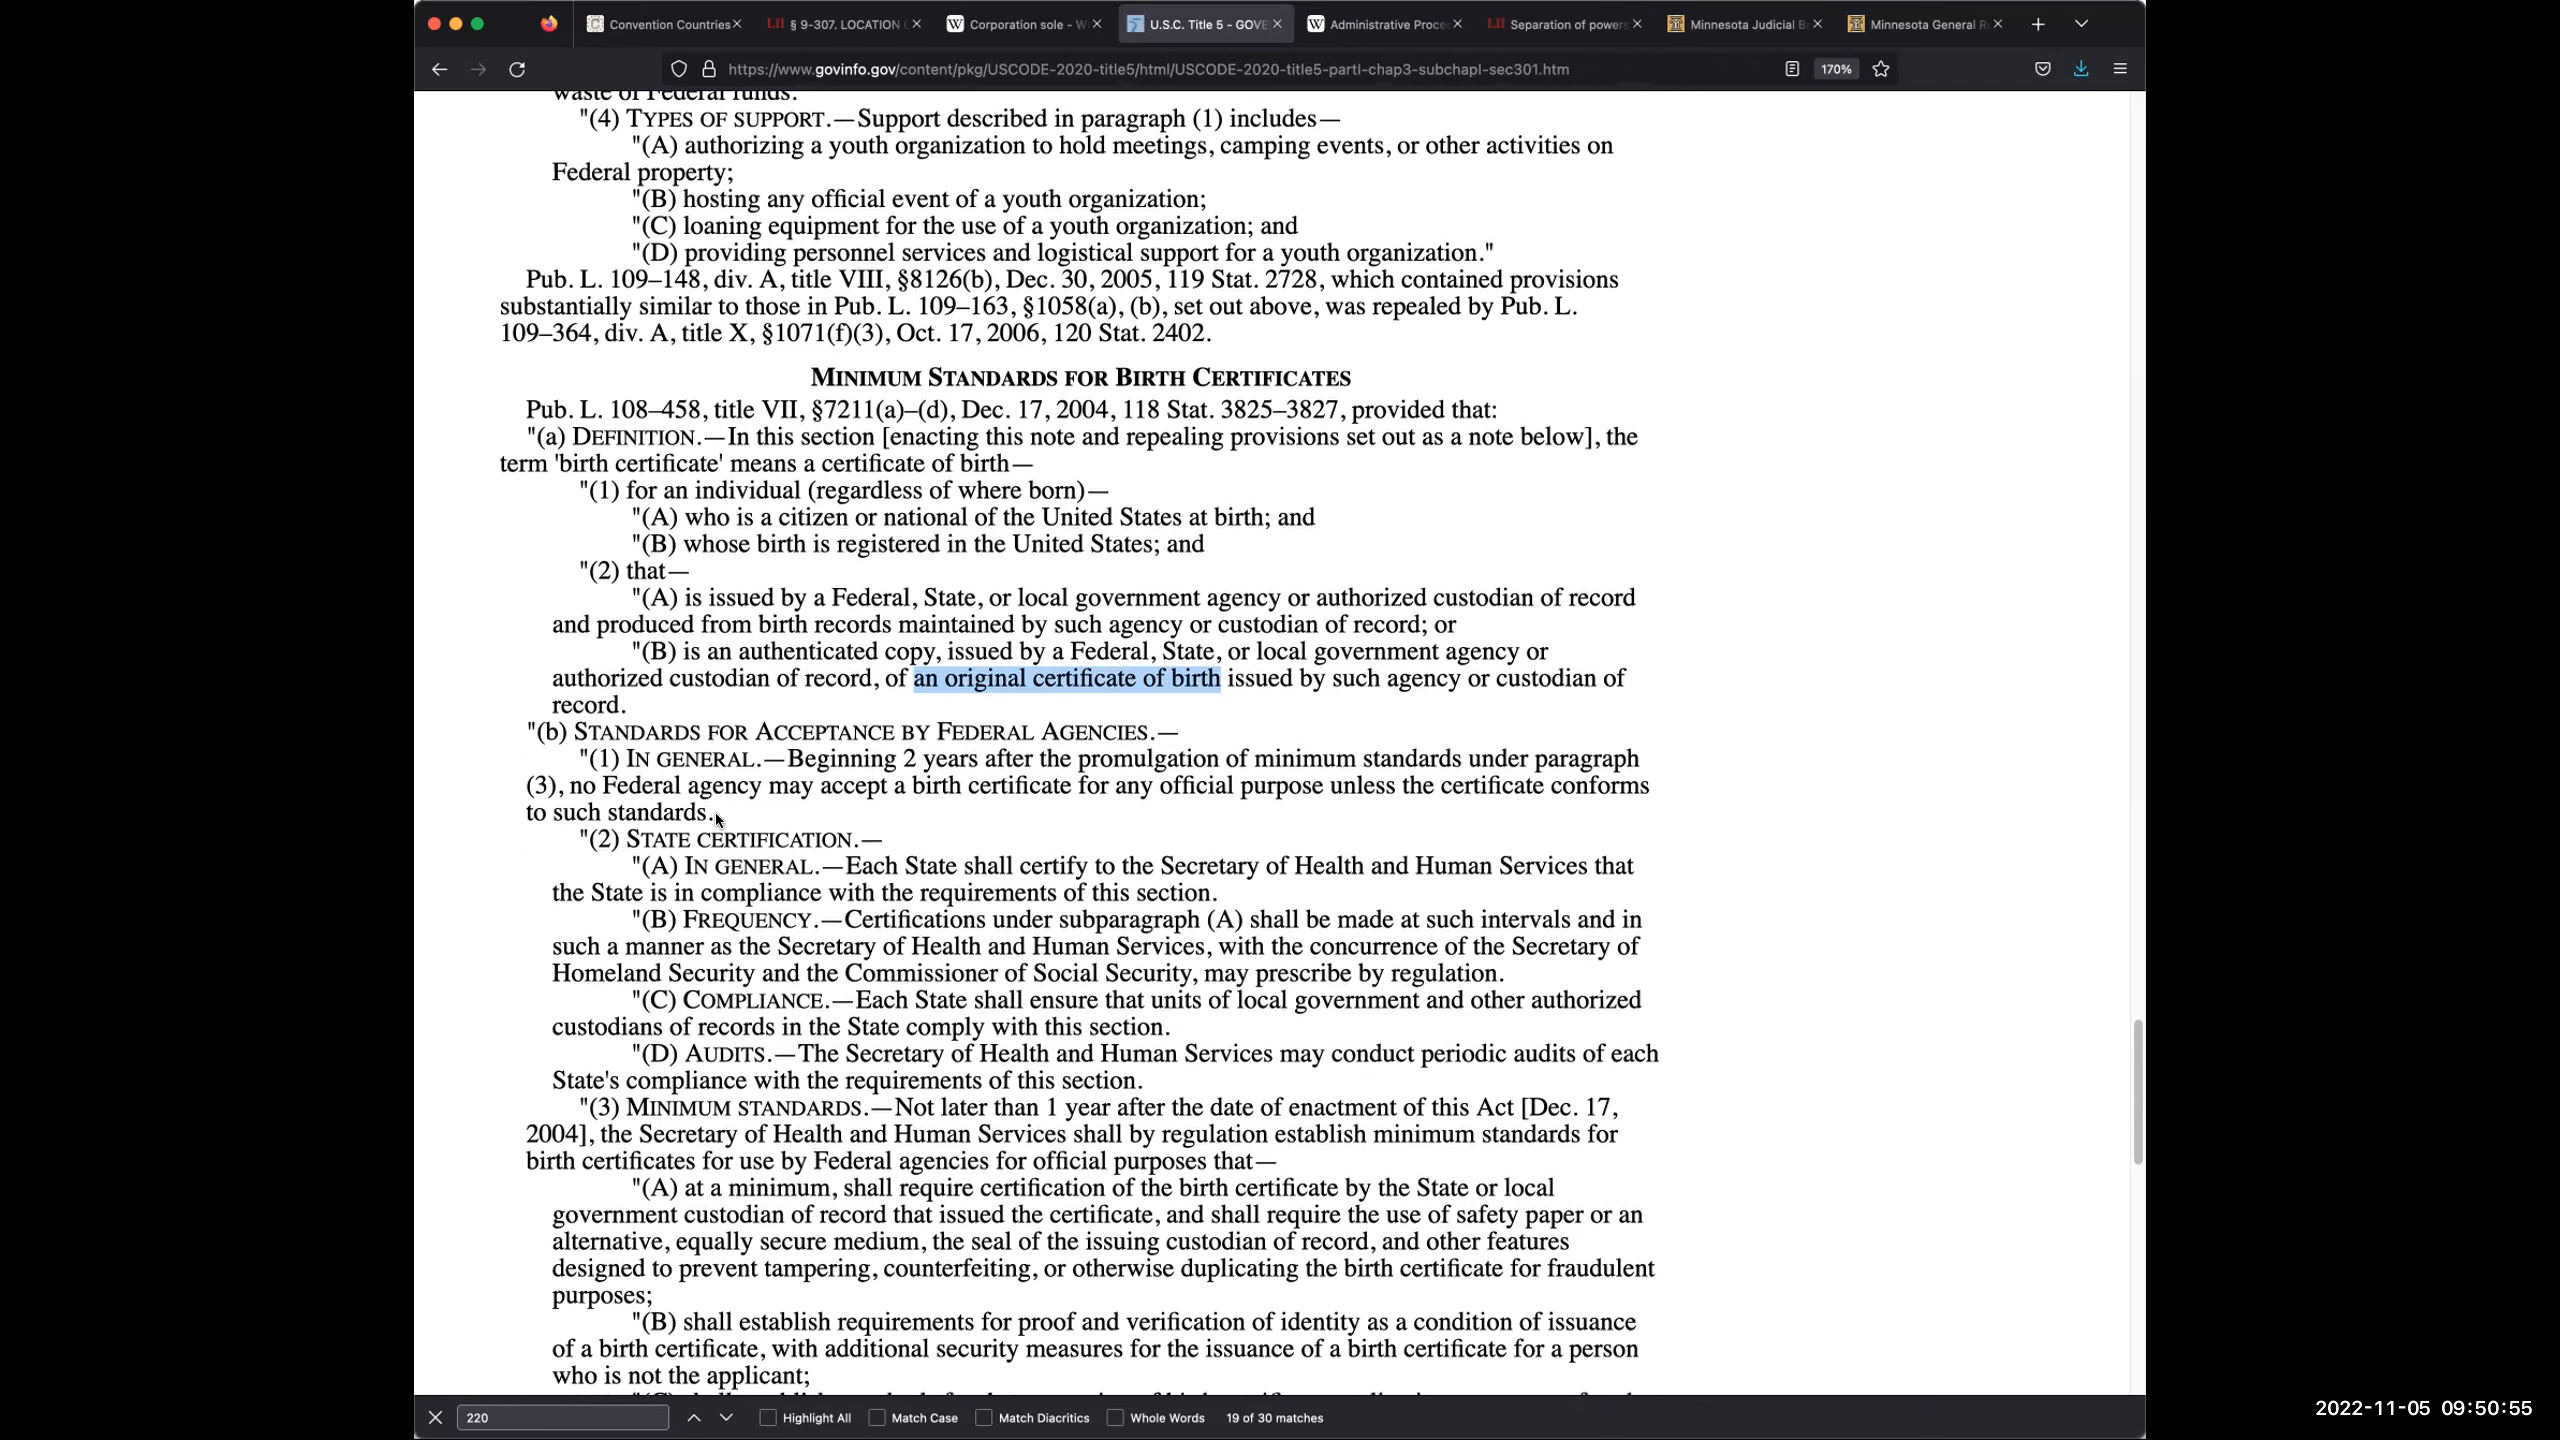 Convention Countries
LII § 9-307. LOCATION
W Corporation sole - W
U.S.C. Title 5 - GOVE
W Administrative Proce
LII Separation of powers
Minnesota Judicial B
Minnesota General R
https://www.govinfo.gov/content/pkg/USCODE-2020-title5/html/USCODE-2020-title5-partI-chap3-subchapI-sec301.htm
170%
waste of Federal funds.
"(4) TYPES OF SUPPORT.—Support described in paragraph (1) includes—
"(A) authorizing a youth organization to hold meetings, camping events, or other activities on
Federal property;
"(B) hosting any official event of a youth organization;
"(C) loaning equipment for the use of a youth organization; and
"(D) providing personnel services and logistical support for a youth organization."
Pub. L. 109–148, div. A, title VIII, §8126(b), Dec. 30, 2005, 119 Stat. 2728, which contained provisions
substantially similar to those in Pub. L. 109–163, §1058(a), (b), set out above, was repealed by Pub. L.
109–364, div. A, title X, §1071(f)(3), Oct. 17, 2006, 120 Stat. 2402.
MINIMUM STANDARDS FOR BIRTH CERTIFICATES
Pub. L. 108–458, title VII, §7211(a)–(d), Dec. 17, 2004, 118 Stat. 3825–3827, provided that:
"(a) DEFINITION.—In this section [enacting this note and repealing provisions set out as a note below], the
term 'birth certificate' means a certificate of birth—
"(1) for an individual (regardless of where born)—
"(A) who is a citizen or national of the United States at birth; and
"(B) whose birth is registered in the United States; and
"(2) that—
"(A) is issued by a Federal, State, or local government agency or authorized custodian of record
and produced from birth records maintained by such agency or custodian of record; or
"(B) is an authenticated copy, issued by a Federal, State, or local government agency or
authorized custodian of record, of an original certificate of birth issued by such agency or custodian of
record.
"(b) STANDARDS FOR ACCEPTANCE BY FEDERAL AGENCIES.—
"(1) IN GENERAL.—Beginning 2 years after the promulgation of minimum standards under paragraph
(3), no Federal agency may accept a birth certificate for any official purpose unless the certificate conforms
to such standards.
"(2) STATE CERTIFICATION.—
"(A) IN GENERAL.—Each State shall certify to the Secretary of Health and Human Services that
the State is in compliance with the requirements of this section.
"(B) FREQUENCY.—Certifications under subparagraph (A) shall be made at such intervals and in
such a manner as the Secretary of Health and Human Services, with the concurrence of the Secretary of
Homeland Security and the Commissioner of Social Security, may prescribe by regulation.
"(C) COMPLIANCE.—Each State shall ensure that units of local government and other authorized
custodians of records in the State comply with this section.
"(D) AUDITS.—The Secretary of Health and Human Services may conduct periodic audits of each
State's compliance with the requirements of this section.
"(3) MINIMUM STANDARDS.—Not later than 1 year after the date of enactment of this Act [Dec. 17,
2004], the Secretary of Health and Human Services shall by regulation establish minimum standards for
birth certificates for use by Federal agencies for official purposes that—
"(A) at a minimum, shall require certification of the birth certificate by the State or local
government custodian of record that issued the certificate, and shall require the use of safety paper or an
alternative, equally secure medium, the seal of the issuing custodian of record, and other features
designed to prevent tampering, counterfeiting, or otherwise duplicating the birth certificate for fraudulent
purposes;
"(B) shall establish requirements for proof and verification of identity as a condition of issuance
of a birth certificate, with additional security measures for the issuance of a birth certificate for a person
who is not the applicant;
220
Highlight All
Match Case
Match Diacritics
Whole Words
19 of 30 matches
2022-11-05 09:50:55